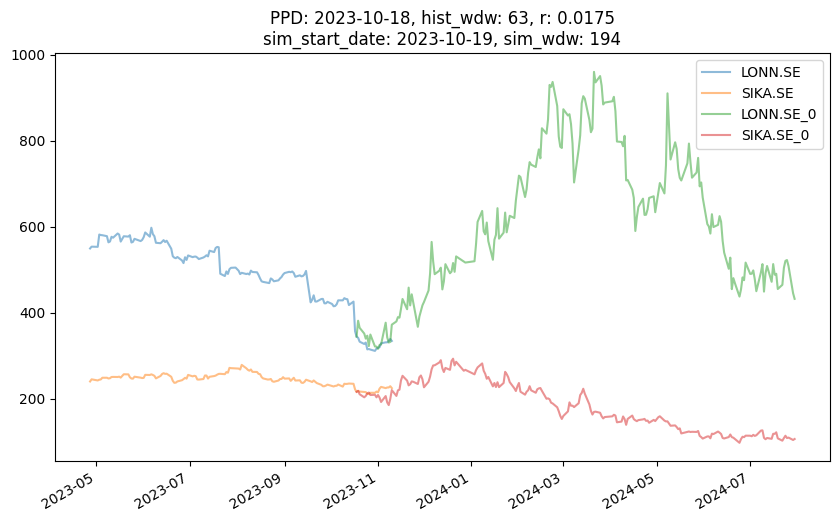 PPD: 2023-10-18, hist_wdw: 63, r: 0.0175
sim_start_date: 2023-10-19, sim_wdw: 194
LONN.SE
SIKA.SE
LONN.SE_0
SIKA.SE_0
1000
800
600
400
200
2023-05
2023-07
2023-09
2023-11
2024-01
2024-03
2024-05
2024-07